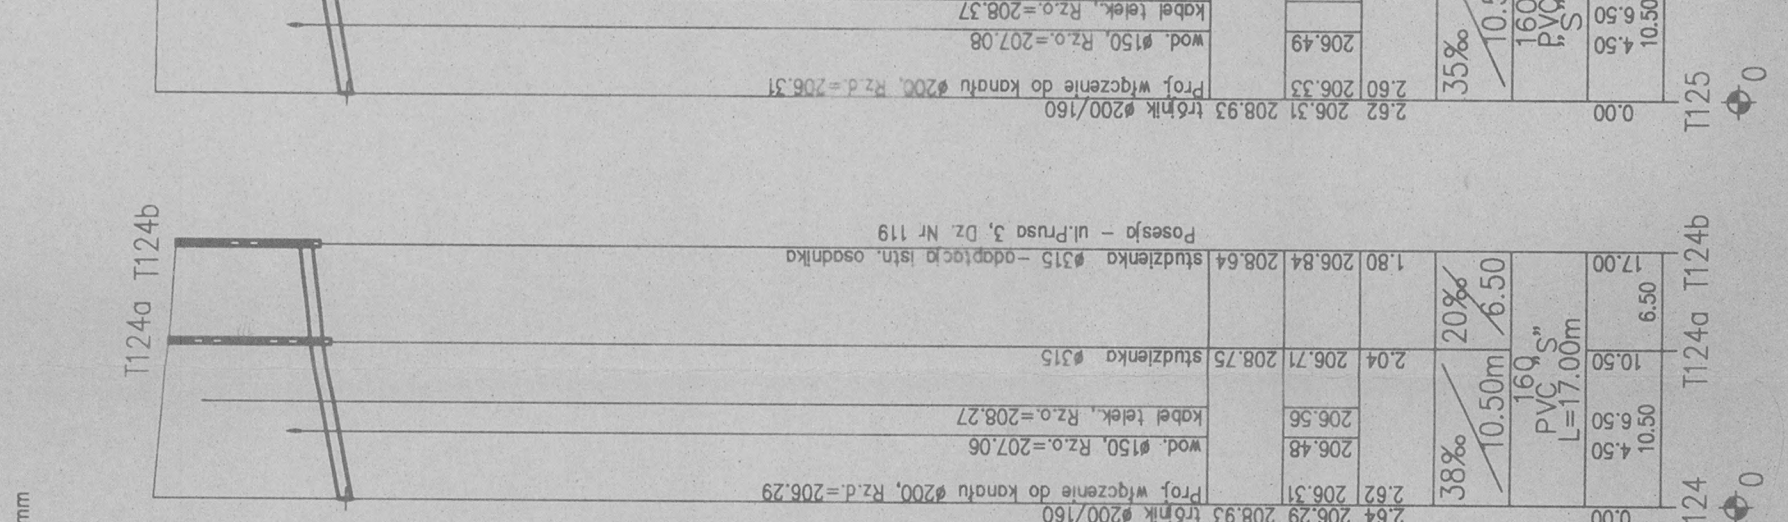 kabel telek., Rz.o.=208.37
wod. ø150, Rz.o.=207.08 206.49
Proj. włączenie do kanału ø200, Rz.d.=206.31 206.33 2.60
trójnik ø200/160 208.93 206.31 2.62
35‰
10.5
160
PVC
"S"
6.50
4.50
10.50
0.00
T125
0
T124a T124b
Posesja – ul.Prusa 3, Dz. Nr 119
studzienka ø315 –adaptacja istn. osadnika 208.64 206.84 1.80
studzienka ø315 208.75 206.71 2.04
kabel telek., Rz.o.=208.27 206.56
wod. ø150, Rz.o.=207.06 206.48
Proj. włączenie do kanału ø200, Rz.d.=206.29 206.31 2.62
trójnik ø200/160 208.93 206.29 2.64
20‰
6.50
38‰
10.50m
160
PVC "S"
L=17.00m
17.00
6.50
10.50
6.50
4.50
10.50
0.00
T124a T124b
124
0
mm